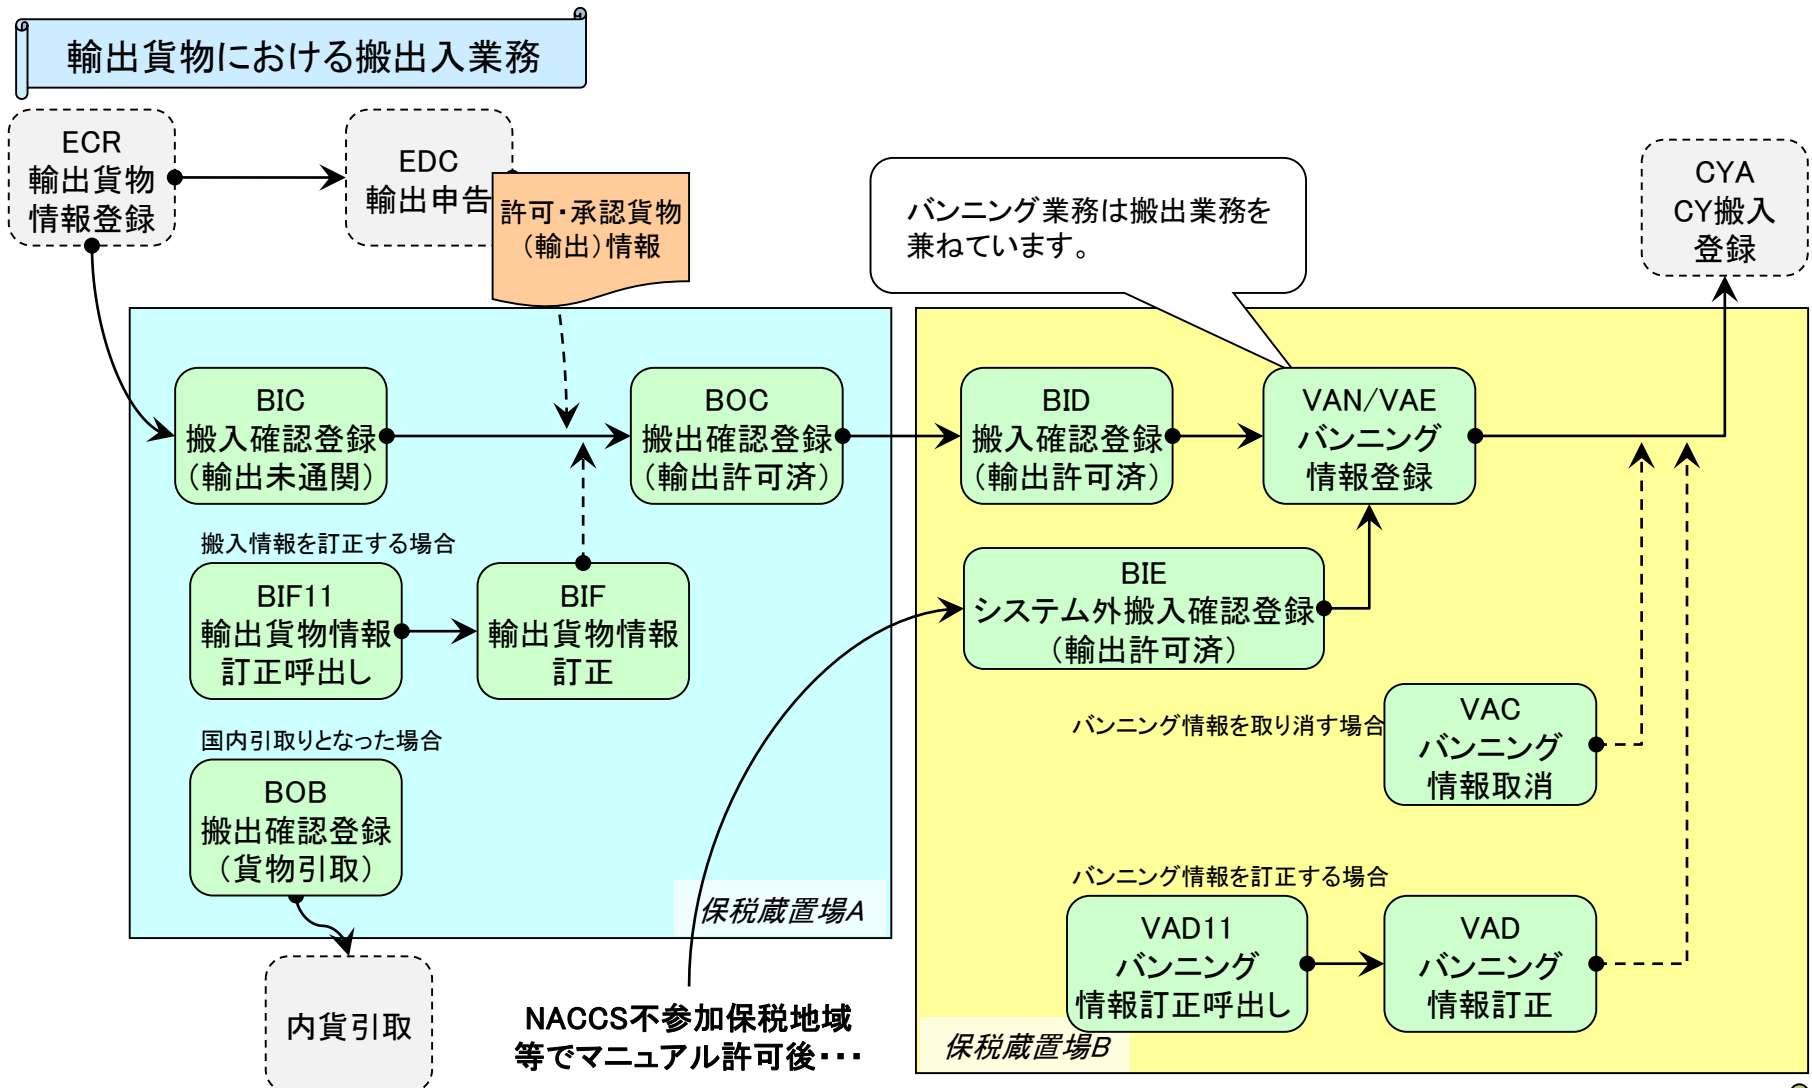 輸出貨物における搬出入業務
ECR
輸出貨物
情報登録
EDC
輸出申告
許可・承認貨物
（輸出）情報
バンニング業務は搬出業務を
兼ねています。
CYA
CY搬入
登録
BIC
搬入確認登録
（輸出未通関）
BOC
搬出確認登録
（輸出許可済）
BID
搬入確認登録
（輸出許可済）
VAN/VAE
バンニング
情報登録
搬入情報を訂正する場合
BIF11
輸出貨物情報
訂正呼出し
BIF
輸出貨物情報
訂正
BIE
システム外搬入確認登録
（輸出許可済）
国内引取りとなった場合
BOB
搬出確認登録
（貨物引取）
保税蔵置場A
バンニング情報を取り消す場合
VAC
バンニング
情報取消
バンニング情報を訂正する場合
VAD11
バンニング
情報訂正呼出し
VAD
バンニング
情報訂正
保税蔵置場B
内貨引取
NACCS不参加保税地域
等でマニュアル許可後・・・